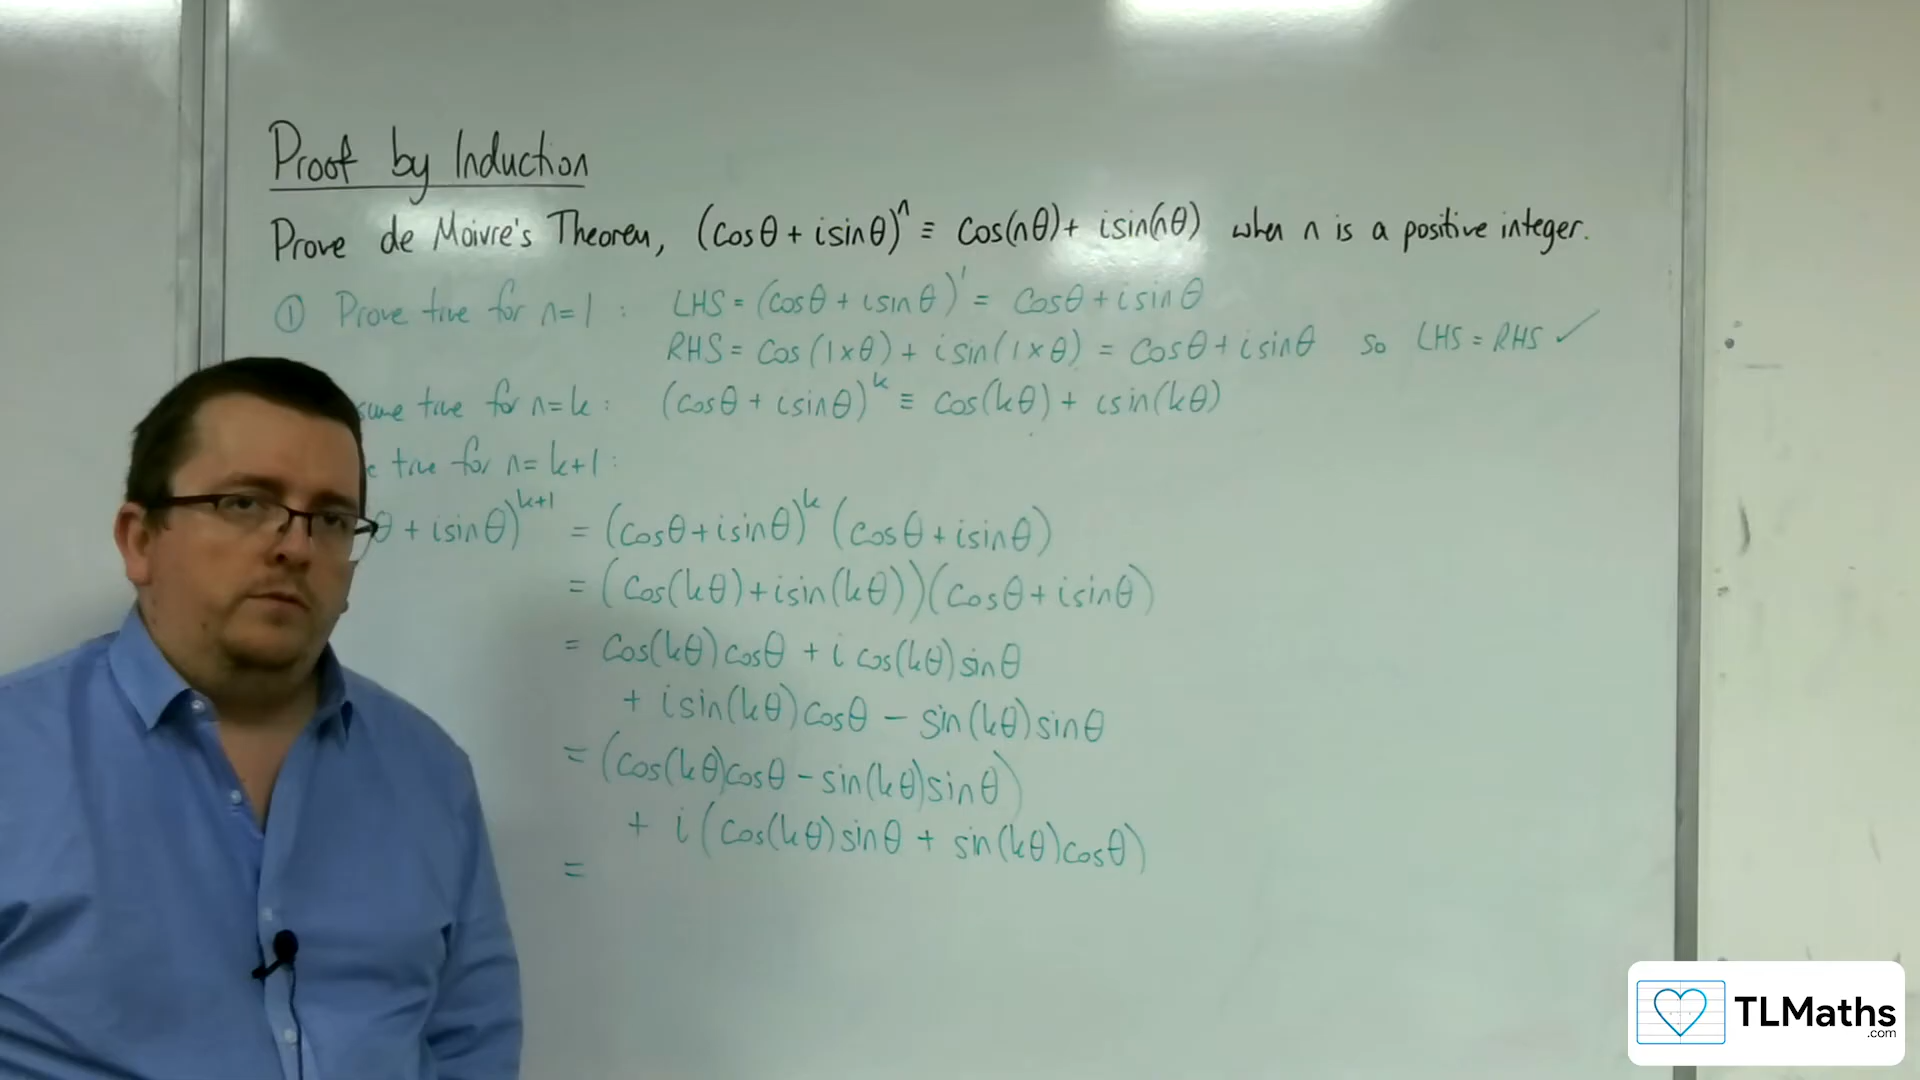 Proof by Induction
Prove de Moivre's Theorem, (cosθ + isinθ)ⁿ ≡ cos(nθ) + isin(nθ) when n is a positive integer.
① Prove true for n=1 : LHS = (cosθ + isinθ)¹ = cosθ + isinθ
RHS = cos(1×θ) + isin(1×θ) = cosθ + isinθ so LHS = RHS ✓
true for n=k : (cosθ + isinθ)ᵏ ≡ cos(kθ) + isin(kθ)
true for n= k+1 :
θ + isinθ)ᵏ⁺¹ = (cosθ + isinθ)ᵏ (cosθ + isinθ)
= (cos(kθ) + isin(kθ))(cosθ + isinθ)
= cos(kθ)cosθ + i cos(kθ)sinθ
+ isin(kθ)cosθ − sin(kθ)sinθ
= (cos(kθ)cosθ − sin(kθ)sinθ)
+ i(cos(kθ)sinθ + sin(kθ)cosθ)
=
TLMaths
.com